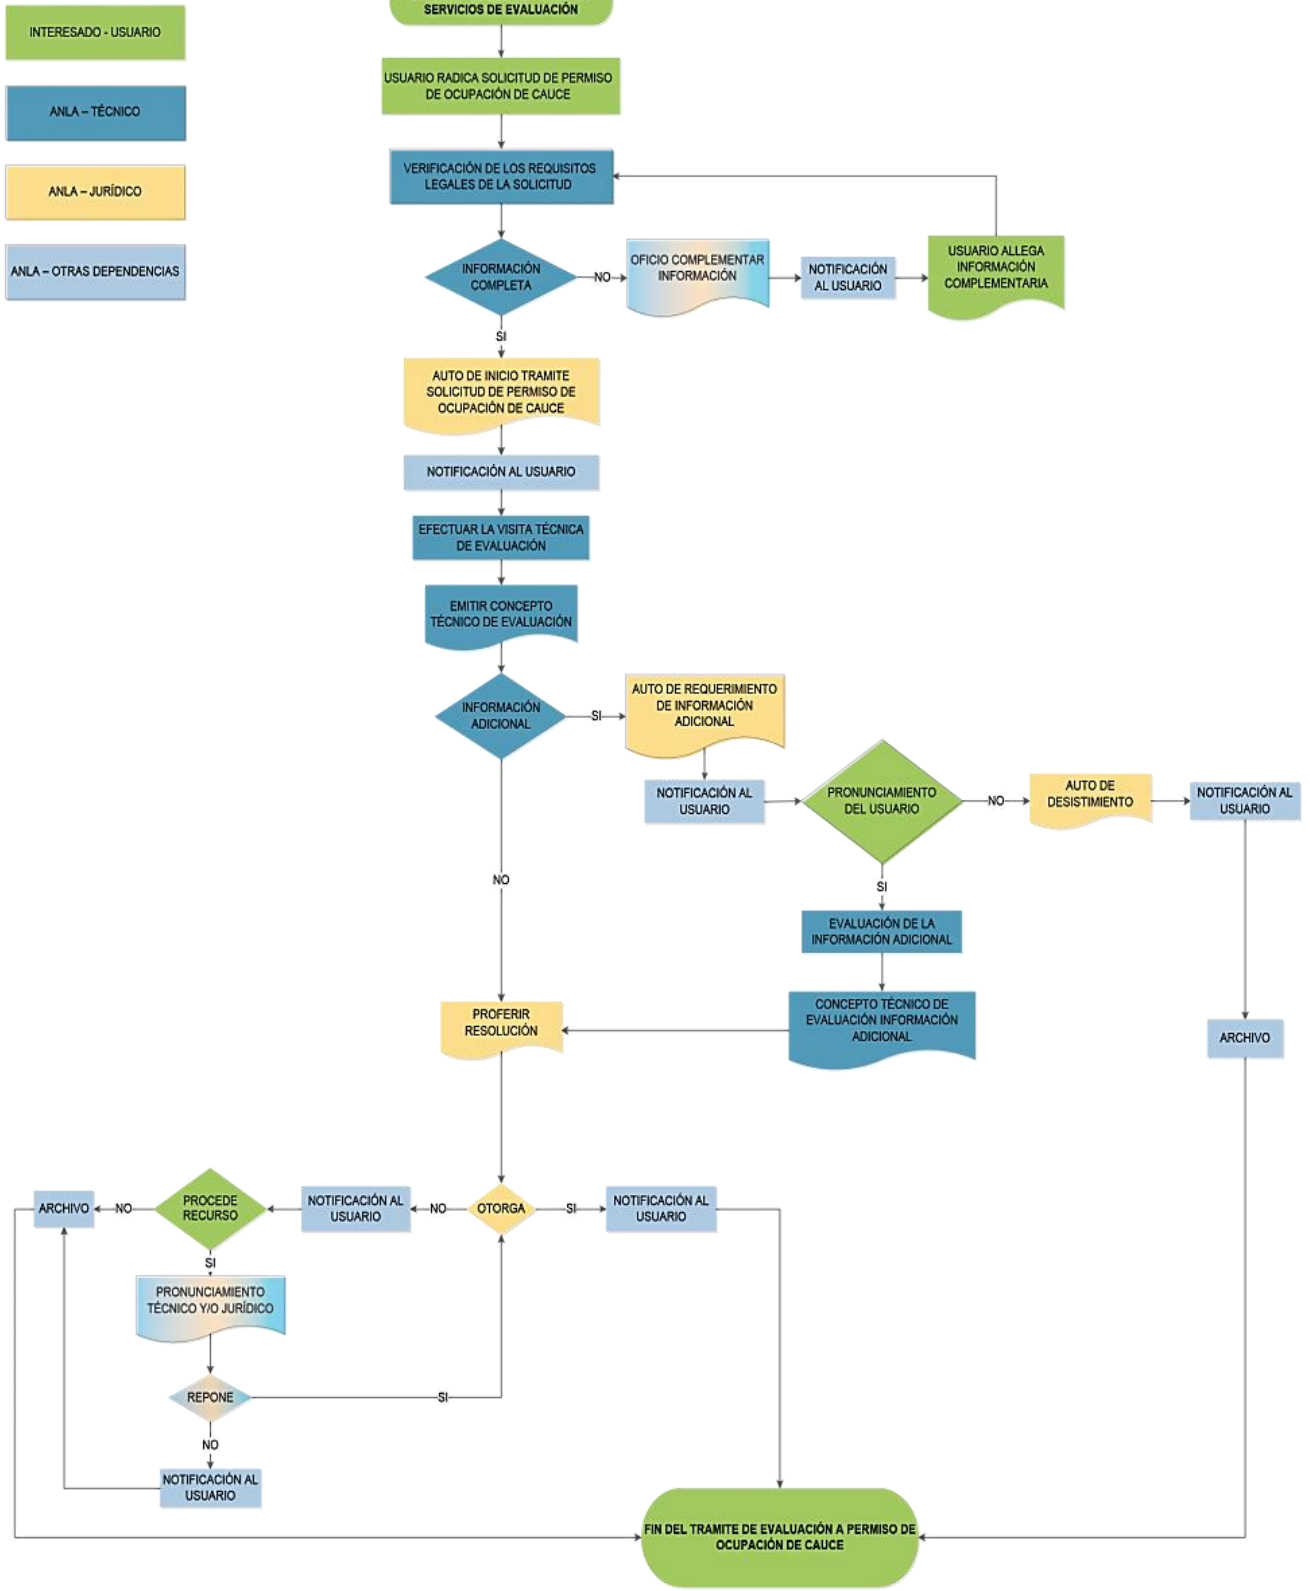 INTERESADO - USUARIO
ANLA – TÉCNICO
ANLA – JURÍDICO
ANLA – OTRAS DEPENDENCIAS
SERVICIOS DE EVALUACIÓN
USUARIO RADICA SOLICITUD DE PERMISO
DE OCUPACIÓN DE CAUCE
VERIFICACIÓN DE LOS REQUISITOS
LEGALES DE LA SOLICITUD
INFORMACIÓN
COMPLETA
NO
OFICIO COMPLEMENTAR
INFORMACIÓN
NOTIFICACIÓN
AL USUARIO
USUARIO ALLEGA
INFORMACIÓN
COMPLEMENTARIA
SI
AUTO DE INICIO TRAMITE
SOLICITUD DE PERMISO DE
OCUPACIÓN DE CAUCE
NOTIFICACIÓN AL USUARIO
EFECTUAR LA VISITA TÉCNICA
DE EVALUACIÓN
EMITIR CONCEPTO
TÉCNICO DE EVALUACIÓN
INFORMACIÓN
ADICIONAL
SI
AUTO DE REQUERIMIENTO
DE INFORMACIÓN
ADICIONAL
NOTIFICACIÓN AL
USUARIO
PRONUNCIAMIENTO
DEL USUARIO
NO
AUTO DE
DESISTIMIENTO
NOTIFICACIÓN AL
USUARIO
NO
SI
EVALUACIÓN DE LA
INFORMACIÓN ADICIONAL
CONCEPTO TÉCNICO DE
EVALUACIÓN INFORMACIÓN
ADICIONAL
PROFERIR
RESOLUCIÓN
ARCHIVO
ARCHIVO
NO
PROCEDE
RECURSO
NOTIFICACIÓN AL
USUARIO
NO
OTORGA
SI
NOTIFICACIÓN AL
USUARIO
SI
PRONUNCIAMIENTO
TÉCNICO Y/O JURÍDICO
REPONE
SI
NO
NOTIFICACIÓN AL
USUARIO
FIN DEL TRAMITE DE EVALUACIÓN A PERMISO DE
OCUPACIÓN DE CAUCE